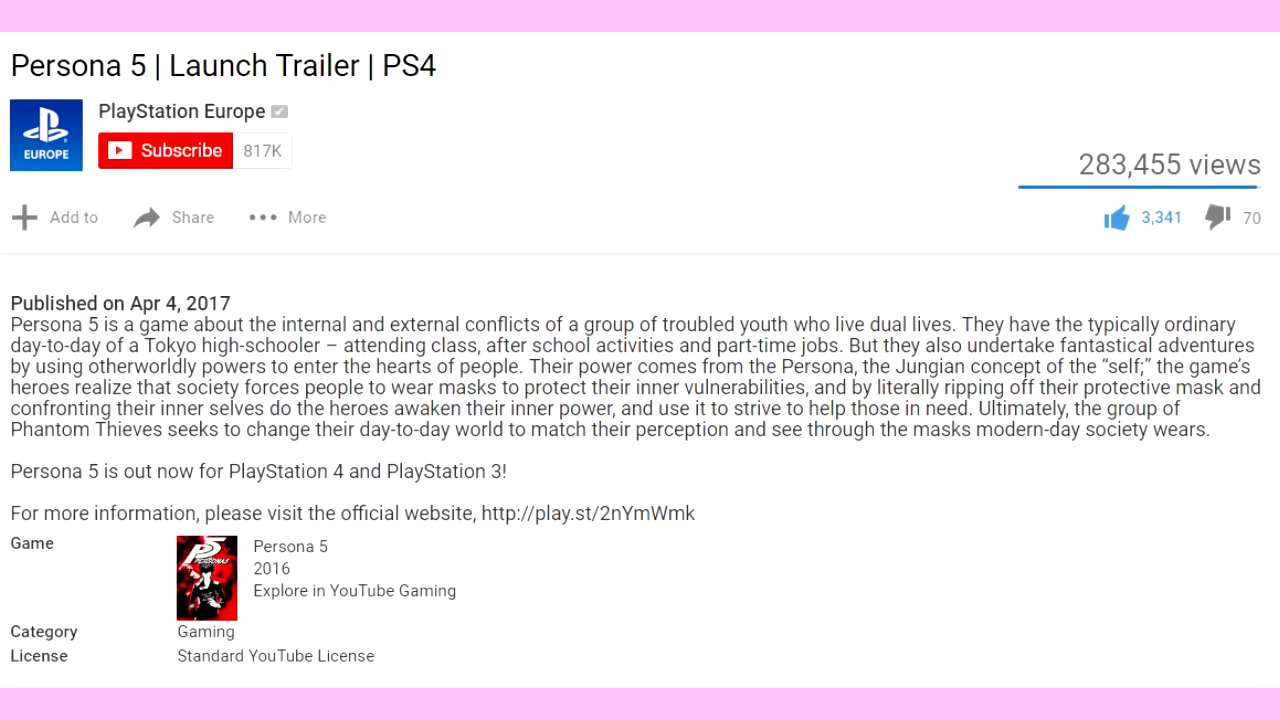 Persona 5 | Launch Trailer | PS4
PlayStation Europe
EUROPE
Subscribe 817K
283,455 views
Add to Share More
3,341 70
Published on Apr 4, 2017
Persona 5 is a game about the internal and external conflicts of a group of troubled youth who live dual lives. They have the typically ordinary
day-to-day of a Tokyo high-schooler – attending class, after school activities and part-time jobs. But they also undertake fantastical adventures
by using otherworldly powers to enter the hearts of people. Their power comes from the Persona, the Jungian concept of the “self;” the game’s
heroes realize that society forces people to wear masks to protect their inner vulnerabilities, and by literally ripping off their protective mask and
confronting their inner selves do the heroes awaken their inner power, and use it to strive to help those in need. Ultimately, the group of
Phantom Thieves seeks to change their day-to-day world to match their perception and see through the masks modern-day society wears.
Persona 5 is out now for PlayStation 4 and PlayStation 3!
For more information, please visit the official website, http://play.st/2nYmWmk
Game
P5
PERSONA5
Persona 5
2016
Explore in YouTube Gaming
Category Gaming
License Standard YouTube License